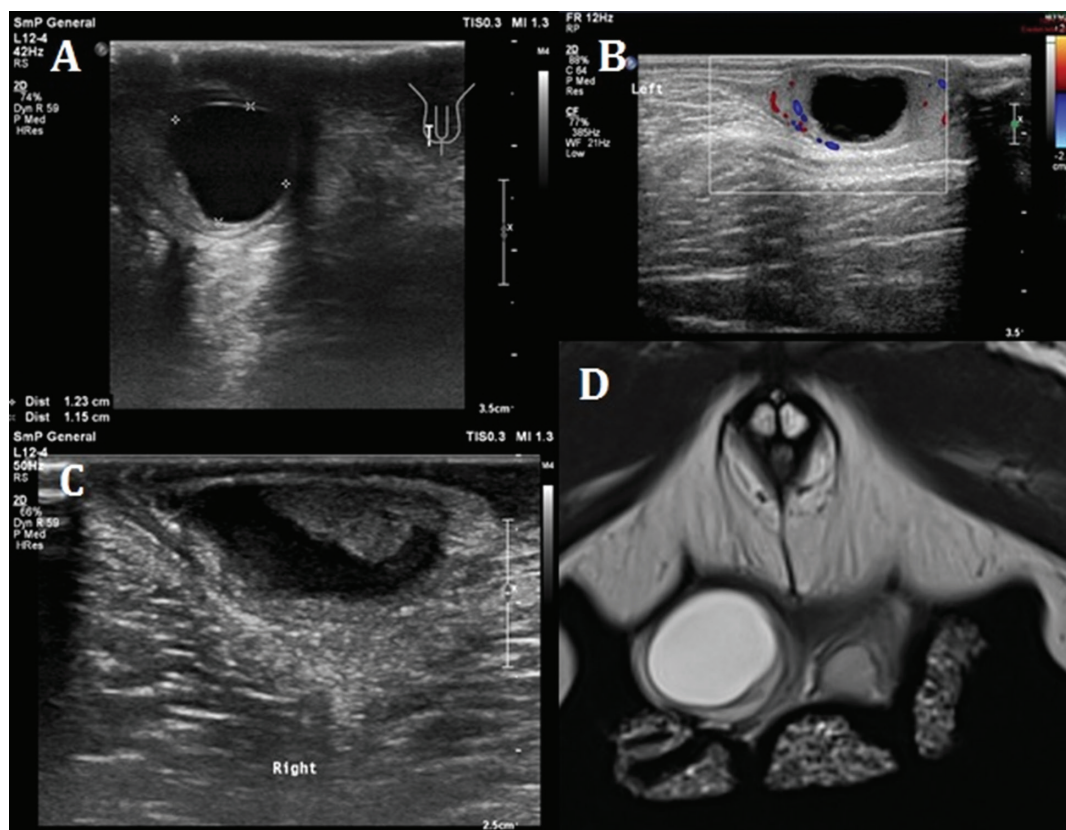 SmP General
TIS0.3 MI 1.3
L12-4
42Hz
RS
A
M4
2D
74%
Dyn R 59
P Med
HRes
T
x
Dist 1.23 cm
Dist 1.15 cm
3.5cm
FR 12Hz
RP
B
2D
88%
C 64
P Med
Res
Left
CF
77%
385Hz
WF 21Hz
Low
x
cm
3.5
SmP General
TIS0.3 MI 1.3
L12-4
50Hz
RS
C
M4
2D
66%
Dyn R 59
P Med
HRes
x
Right
2.5cm
D